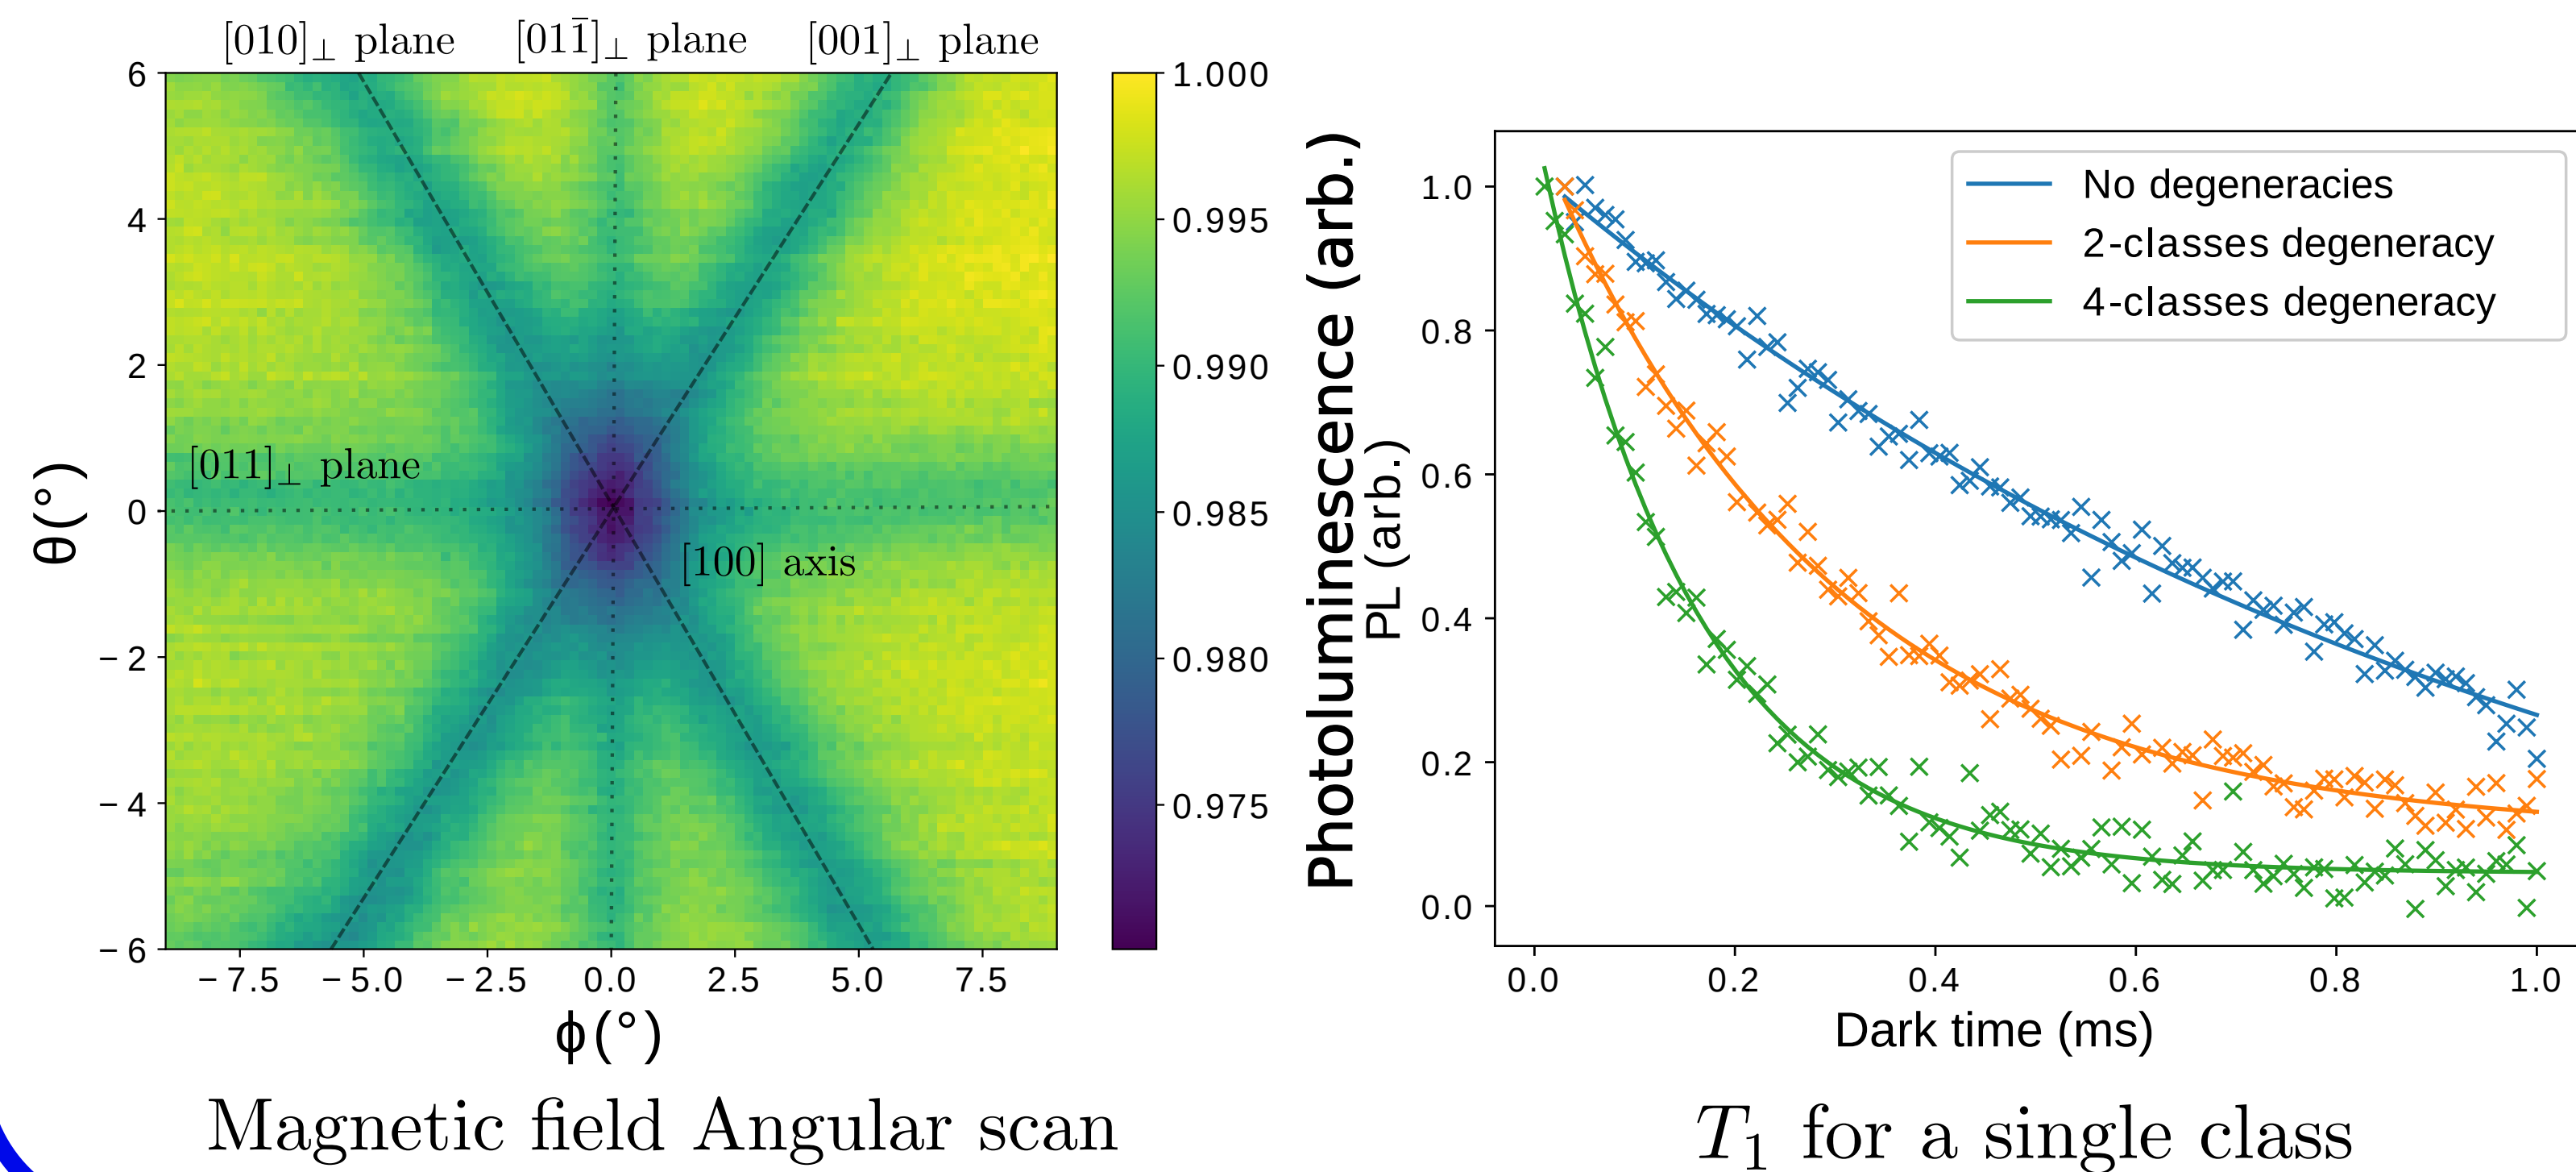 [010]⊥ plane
[011̄]⊥ plane
[001]⊥ plane
6
4
2
0
−2
−4
−6
θ(°)
[011]⊥ plane
[100] axis
−7.5
−5.0
−2.5
0.0
2.5
5.0
7.5
ϕ(°)
1.000
0.995
0.990
0.985
0.980
0.975
Photoluminescence (arb.)
Magnetic field Angular scan
PL (arb.)
1.0
0.8
0.6
0.4
0.2
0.0
No degeneracies
2-classes degeneracy
4-classes degeneracy
0.0
0.2
0.4
0.6
0.8
1.0
Dark time (ms)
T₁ for a single class